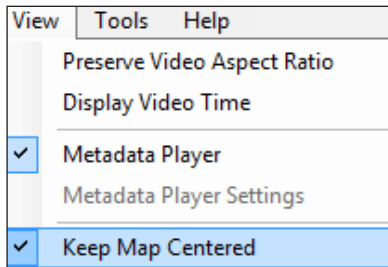 View Tools Help
Preserve Video Aspect Ratio
Display Video Time
Metadata Player
Metadata Player Settings
Keep Map Centered